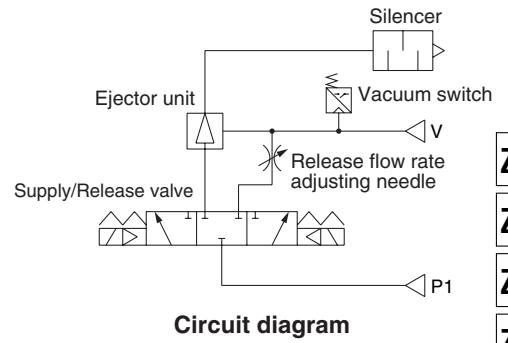 Silencer
Ejector unit
Vacuum switch
V
Release flow rate
adjusting needle
Supply/Release valve
P1
Circuit diagram
Z
Z
Z
Z